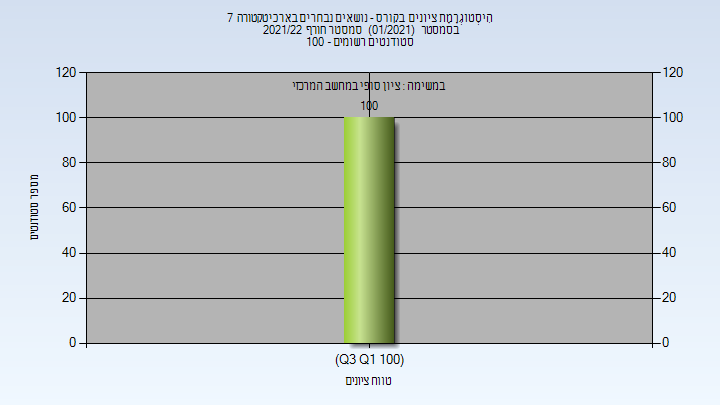 היסטוגרמת ציונים בקורס - נושאים נבחרים בארכיטקטורה 7
בסמסטר (01/2021) סמסטר חורף 2021/22
סטודנטים רשומים - 100
במשימה : ציון סופי במחשב המרכזי
100
120 120
100 100
80 80
60 60
40 40
20 20
0 0
מספר סטודנטים
(Q3 Q1 100)
טווח ציונים